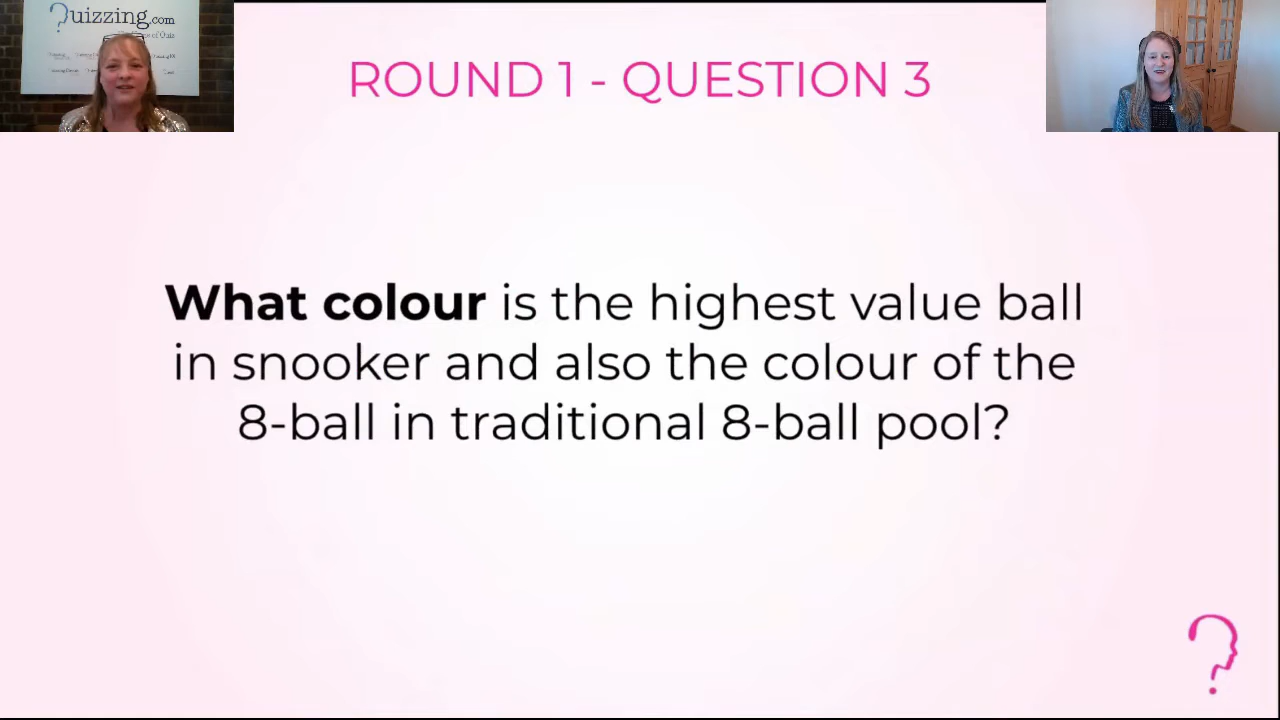 Quizzing.com
ROUND 1 - QUESTION 3
What colour is the highest value ball
in snooker and also the colour of the
8-ball in traditional 8-ball pool?